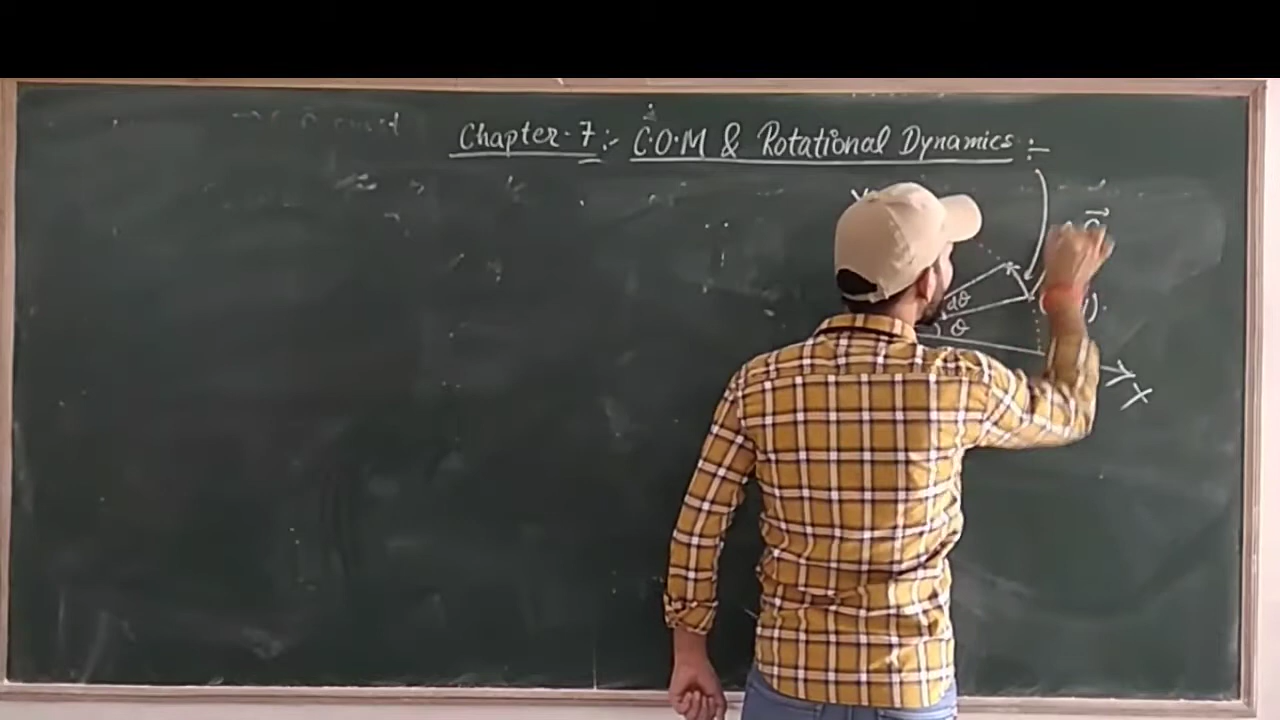 Chapter-7:- C.O.M & Rotational Dynamics:-
dθ
θ
X